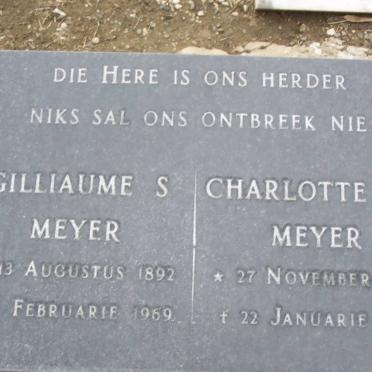 DIE HERE IS ONS HERDER
NIKS SAL ONS ONTBREEK NIE
GILLIAUME S
MEYER
13 AUGUSTUS 1892
FEBRUARIE 1969
CHARLOTTE
MEYER
* 27 NOVEMBER
† 22 JANUARIE